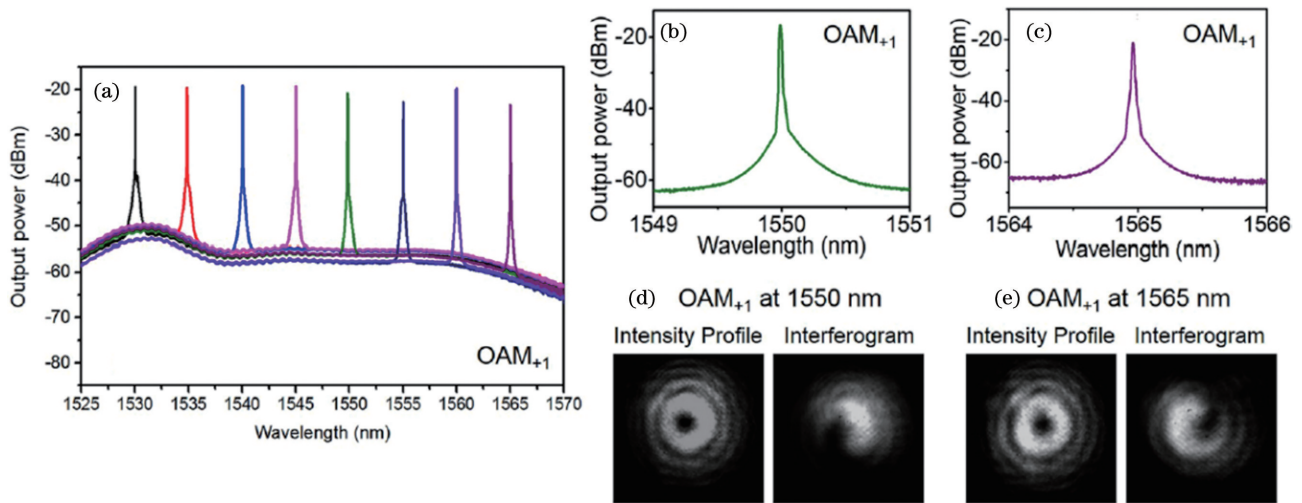 (a)
Output power (dBm)
-20
-30
-40
-50
-60
-70
-80
OAM+1
1525 1530 1535 1540 1545 1550 1555 1560 1565 1570
Wavelength (nm)
(b)
OAM+1
Output power (dBm)
-20
-40
-60
1549 1550 1551
Wavelength (nm)
(c)
OAM+1
Output power (dBm)
-20
-40
-60
1564 1565 1566
Wavelength (nm)
(d) OAM+1 at 1550 nm
Intensity Profile Interferogram
(e) OAM+1 at 1565 nm
Intensity Profile Interferogram